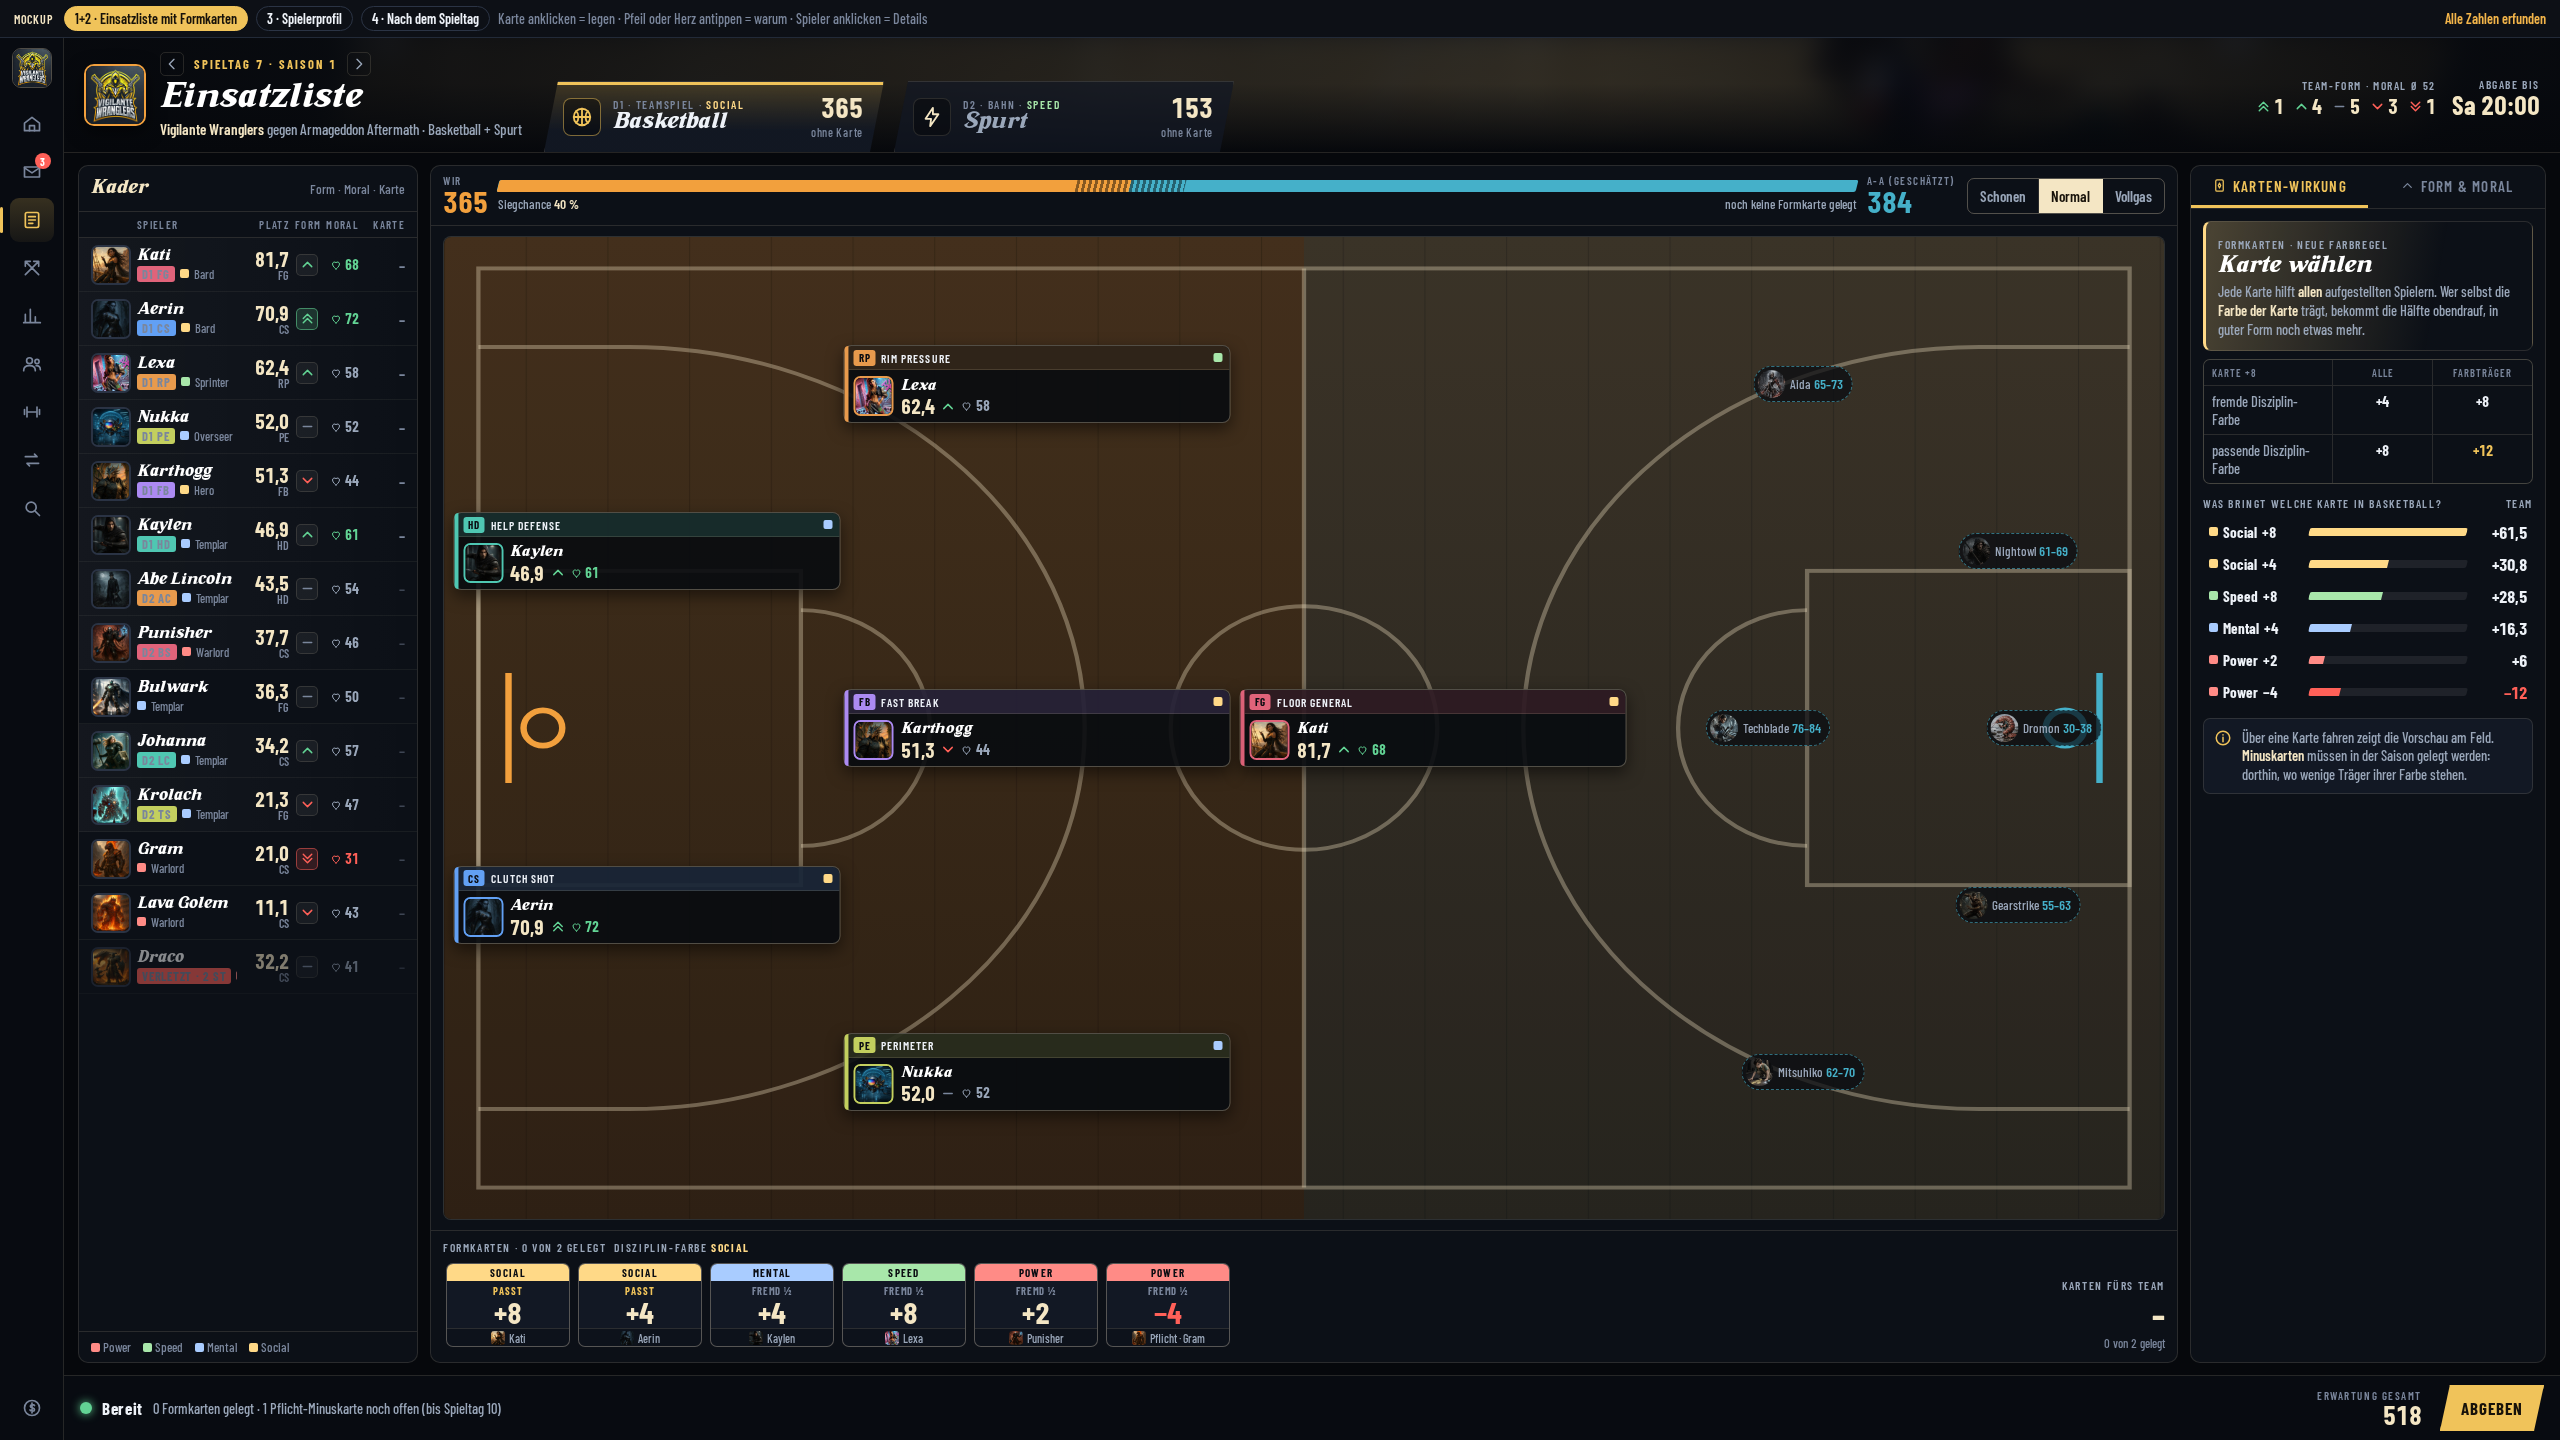 MOCKUP
1+2 · Einsatzliste mit Formkarten
3 · Spielerprofil
4 · Nach dem Spieltag
Karte anklicken = legen · Pfeil oder Herz antippen = warum · Spieler anklicken = Details
Alle Zahlen erfunden
3
SPIELTAG 7 · SAISON 1
Einsatzliste
Vigilante Wranglers gegen Armageddon Aftermath · Basketball + Spurt
D1 · TEAMSPIEL · SOCIAL
Basketball
365
ohne Karte
D2 · BAHN · SPEED
Spurt
153
ohne Karte
TEAM-FORM · MORAL Ø 52
1 4 5 3 1
ABGABE BIS
Sa 20:00
Kader
Form · Moral · Karte
SPIELER PLATZ FORM MORAL KARTE
Kati
D1 FG Bard
81,7
FG
68
–
Aerin
D1 CS Bard
70,9
CS
72
–
Lexa
D1 RP Sprinter
62,4
RP
58
–
Nukka
D1 PE Overseer
52,0
PE
52
–
Karthogg
D1 FB Hero
51,3
FB
44
–
Kaylen
D1 HD Templar
46,9
HD
61
–
Abe Lincoln
D2 AC Templar
43,5
HD
54
–
Punisher
Warlord
37,7
CS
46
–
Bulwark
Templar
36,3
FG
50
–
Johanna
D2 LC Templar
34,2
CS
57
–
Krolach
D2 TS Templar
21,3
FG
47
–
Gram
Warlord
21,0
CS
31
–
Lava Golem
Warlord
11,1
CS
43
–
Draco
32,2
CS
41
–
Power Speed Mental Social
WIR
365
Siegchance 40 %
noch keine Formkarte gelegt
A-A (GESCHÄTZT)
384
Schonen
Normal
Vollgas
RP RIM PRESSURE
Lexa
62,4 58
HD HELP DEFENSE
Kaylen
46,9 61
FB FAST BREAK
Karthogg
51,3 44
FG FLOOR GENERAL
Kati
81,7 68
CS CLUTCH SHOT
Aerin
70,9 72
PE PERIMETER
Nukka
52,0 52
Alda 65–73
Nightowl 61–69
Techblade 76–84
Dromon 30–38
Gearstrike 55–63
Mitsuhiko 62–70
FORMKARTEN · 0 VON 2 GELEGT DISZIPLIN-FARBE SOCIAL
SOCIAL
PASST
+8
Kati
SOCIAL
PASST
+4
Aerin
MENTAL
FREMD ½
+4
Kaylen
SPEED
FREMD ½
+8
Lexa
POWER
FREMD ½
+2
Punisher
POWER
FREMD ½
–4
Pflicht · Gram
KARTEN FÜRS TEAM
–
0 von 2 gelegt
KARTEN-WIRKUNG
FORM & MORAL
FORMKARTEN · NEUE FARBREGEL
Karte wählen
Jede Karte hilft allen aufgestellten Spielern. Wer selbst die
Farbe der Karte trägt, bekommt die Hälfte obendrauf, in
guter Form noch etwas mehr.
KARTE +8 ALLE FARBTRÄGER
fremde Disziplin-
Farbe
+4 +8
passende Disziplin-
Farbe
+8 +12
WAS BRINGT WELCHE KARTE IN BASKETBALL? TEAM
Social +8 +61,5
Social +4 +30,8
Speed +8 +28,5
Mental +4 +16,3
Power +2 +6
Power –4 –12
Über eine Karte fahren zeigt die Vorschau am Feld.
Minuskarten müssen in der Saison gelegt werden:
dorthin, wo wenige Träger ihrer Farbe stehen.
Bereit
0 Formkarten gelegt · 1 Pflicht-Minuskarte noch offen (bis Spieltag 10)
ERWARTUNG GESAMT
518
ABGEBEN